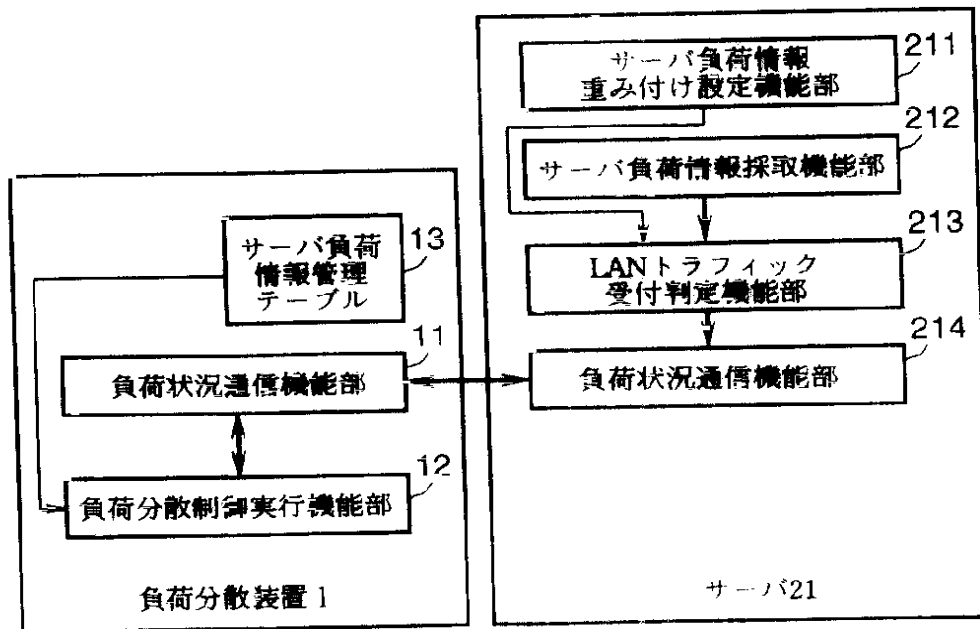 サーバ負荷
情報管理
テーブル
13
負荷状況通信機能部
11
負荷分散制御実行機能部
12
負荷分散装置1
サーバ負荷情報
重み付け設定機能部
211
サーバ負荷情報採取機能部
212
LANトラフィック
受付判定機能部
213
負荷状況通信機能部
214
サーバ21